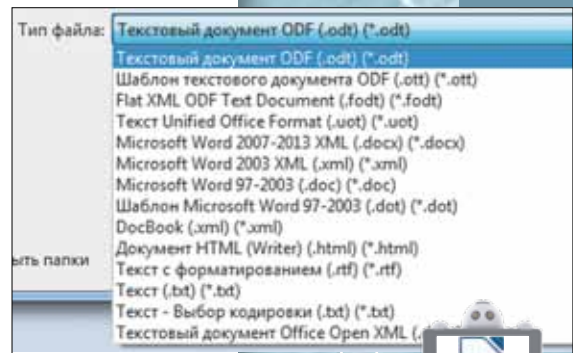 Тип файла: Текстовый документ ODF (.odt) (*.odt)
Текстовый документ ODF (.odt) (*.odt)
Шаблон текстового документа ODF (.ott) (*.ott)
Flat XML ODF Text Document (.fodt) (*.fodt)
Текст Unified Office Format (.uot) (*.uot)
Microsoft Word 2007-2013 XML (.docx) (*.docx)
Microsoft Word 2003 XML (.xml) (*.xml)
Microsoft Word 97-2003 (.doc) (*.doc)
Шаблон Microsoft Word 97-2003 (.dot) (*.dot)
DocBook (.xml) (*.xml)
Документ HTML (Writer) (.html) (*.html)
ыть папки
Текст с форматированием (.rtf) (*.rtf)
Текст (.txt) (*.txt)
Текст - Выбор кодировки (.txt) (*.txt)
Текстовый документ Office Open XML (.